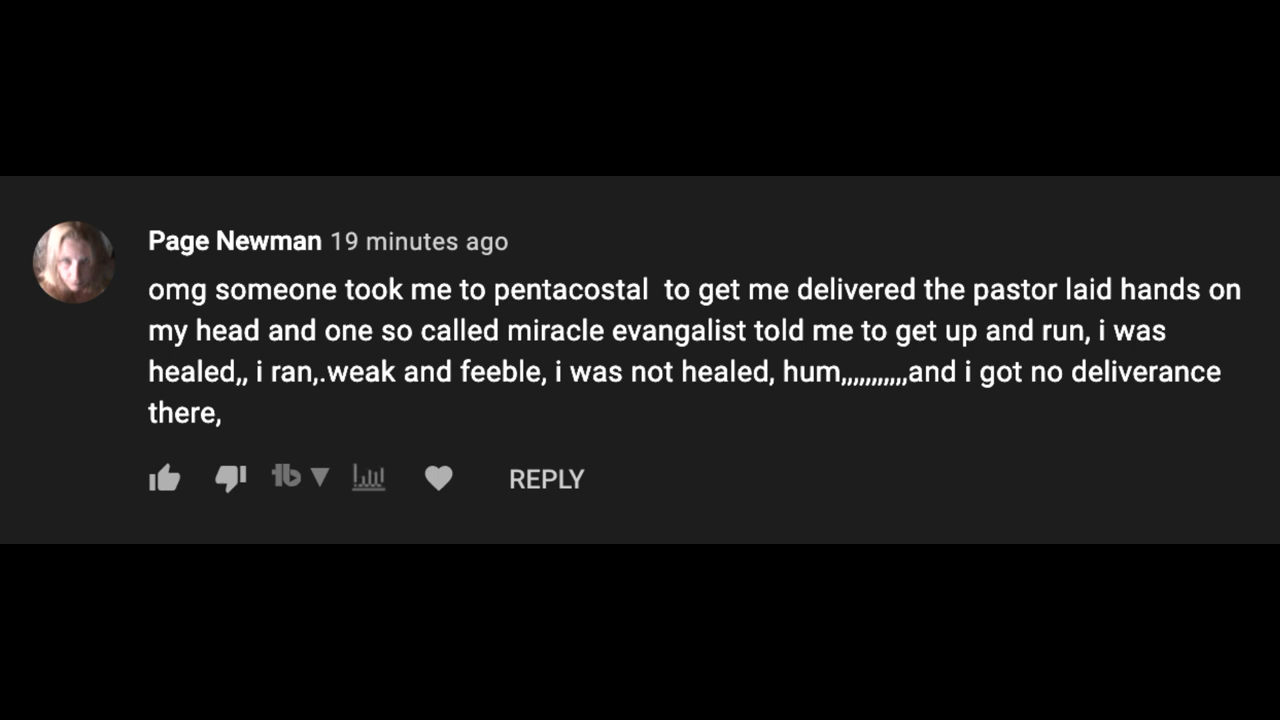 Page Newman 19 minutes ago
omg someone took me to pentacostal  to get me delivered the pastor laid hands on
my head and one so called miracle evangalist told me to get up and run, i was
healed,, i ran,.weak and feeble, i was not healed, hum,,,,,,,,,,,and i got no deliverance
there,
tb REPLY